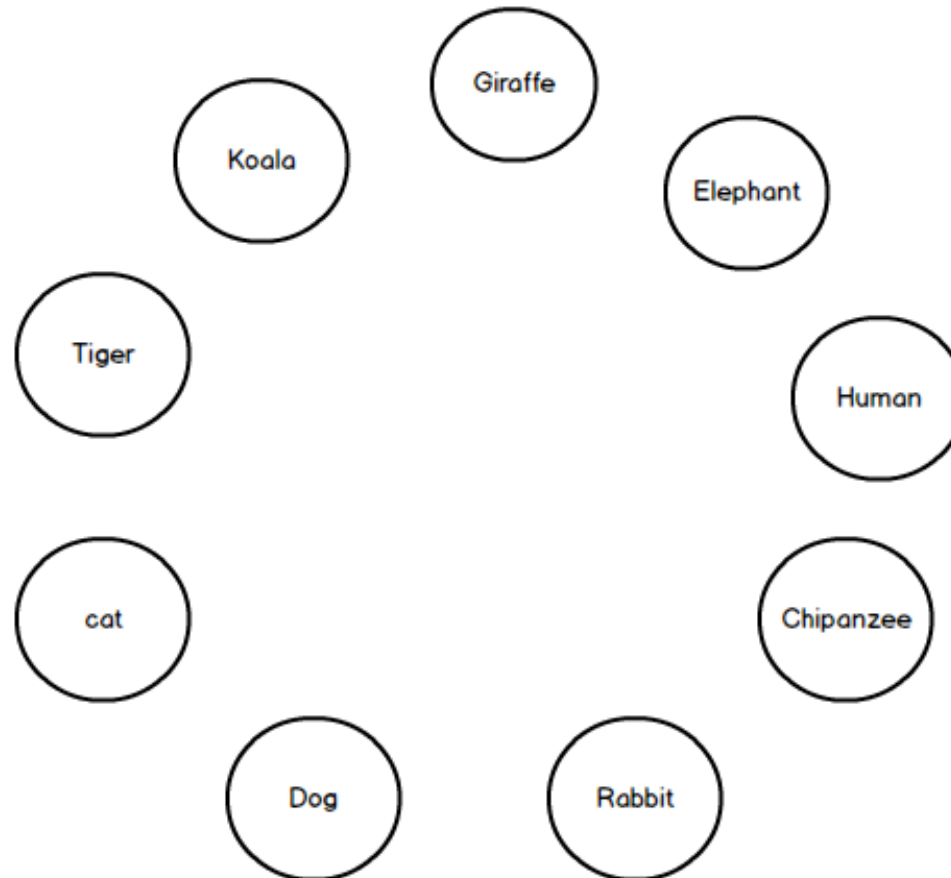 Giraffe
Koala
Elephant
Tiger
Human
cat
Chipanzee
Dog
Rabbit